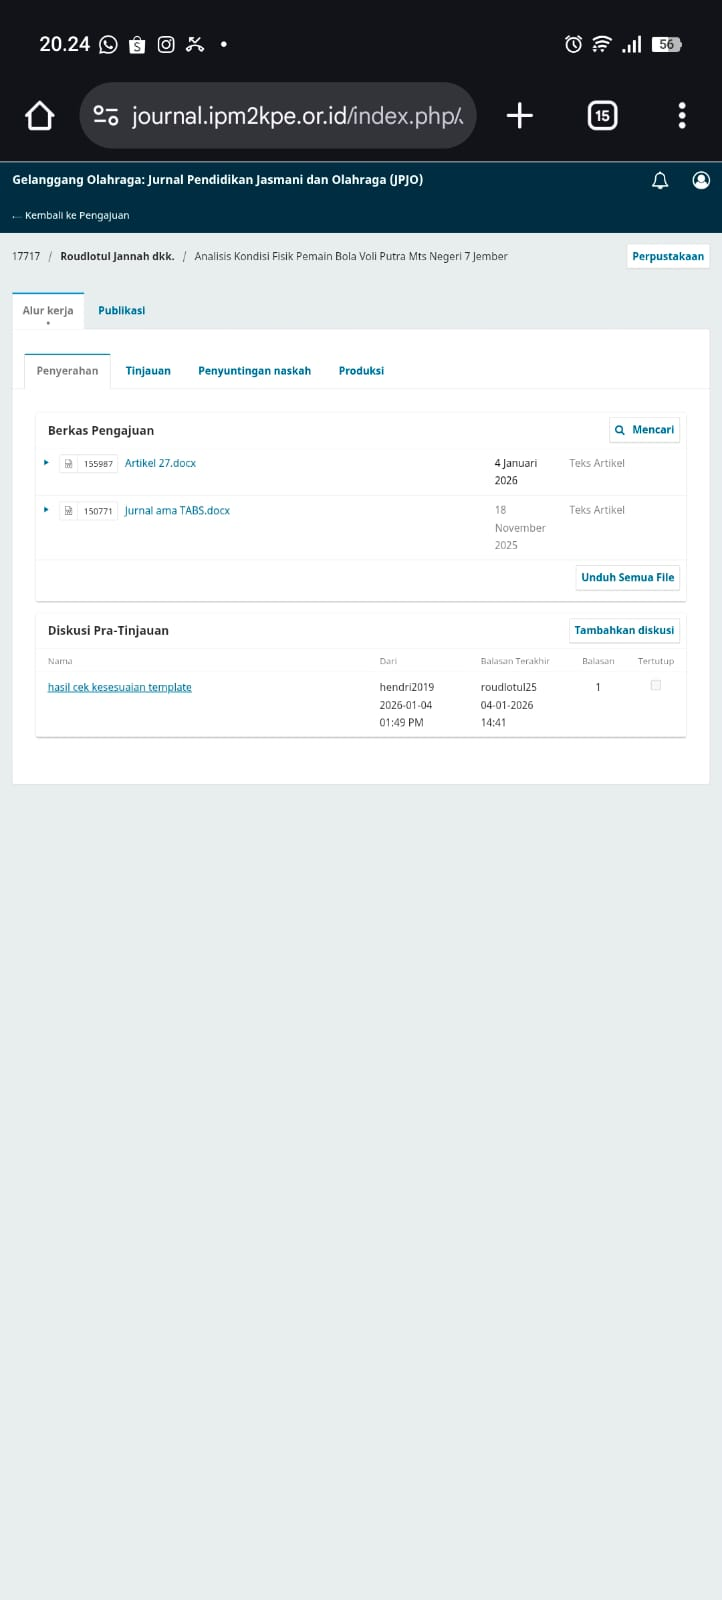 20.24
56
journal.ipm2kpe.or.id/index.php/
15
Gelanggang Olahraga: Jurnal Pendidikan Jasmani dan Olahraga (JPJO)
← Kembali ke Pengajuan
17717 / Roudlotul Jannah dkk. / Analisis Kondisi Fisik Pemain Bola Voli Putra Mts Negeri 7 Jember
Perpustakaan
Alur kerja
Publikasi
Penyerahan
Tinjauan
Penyuntingan naskah
Produksi
Berkas Pengajuan
Mencari
155987 Artikel 27.docx
4 Januari
2026
Teks Artikel
150771 Jurnal ama TABS.docx
18
November
2025
Teks Artikel
Unduh Semua File
Diskusi Pra-Tinjauan
Tambahkan diskusi
Nama
Dari
Balasan Terakhir
Balasan
Tertutup
hasil cek kesesuaian template
hendri2019
2026-01-04
01:49 PM
roudlotul25
04-01-2026
14:41
1